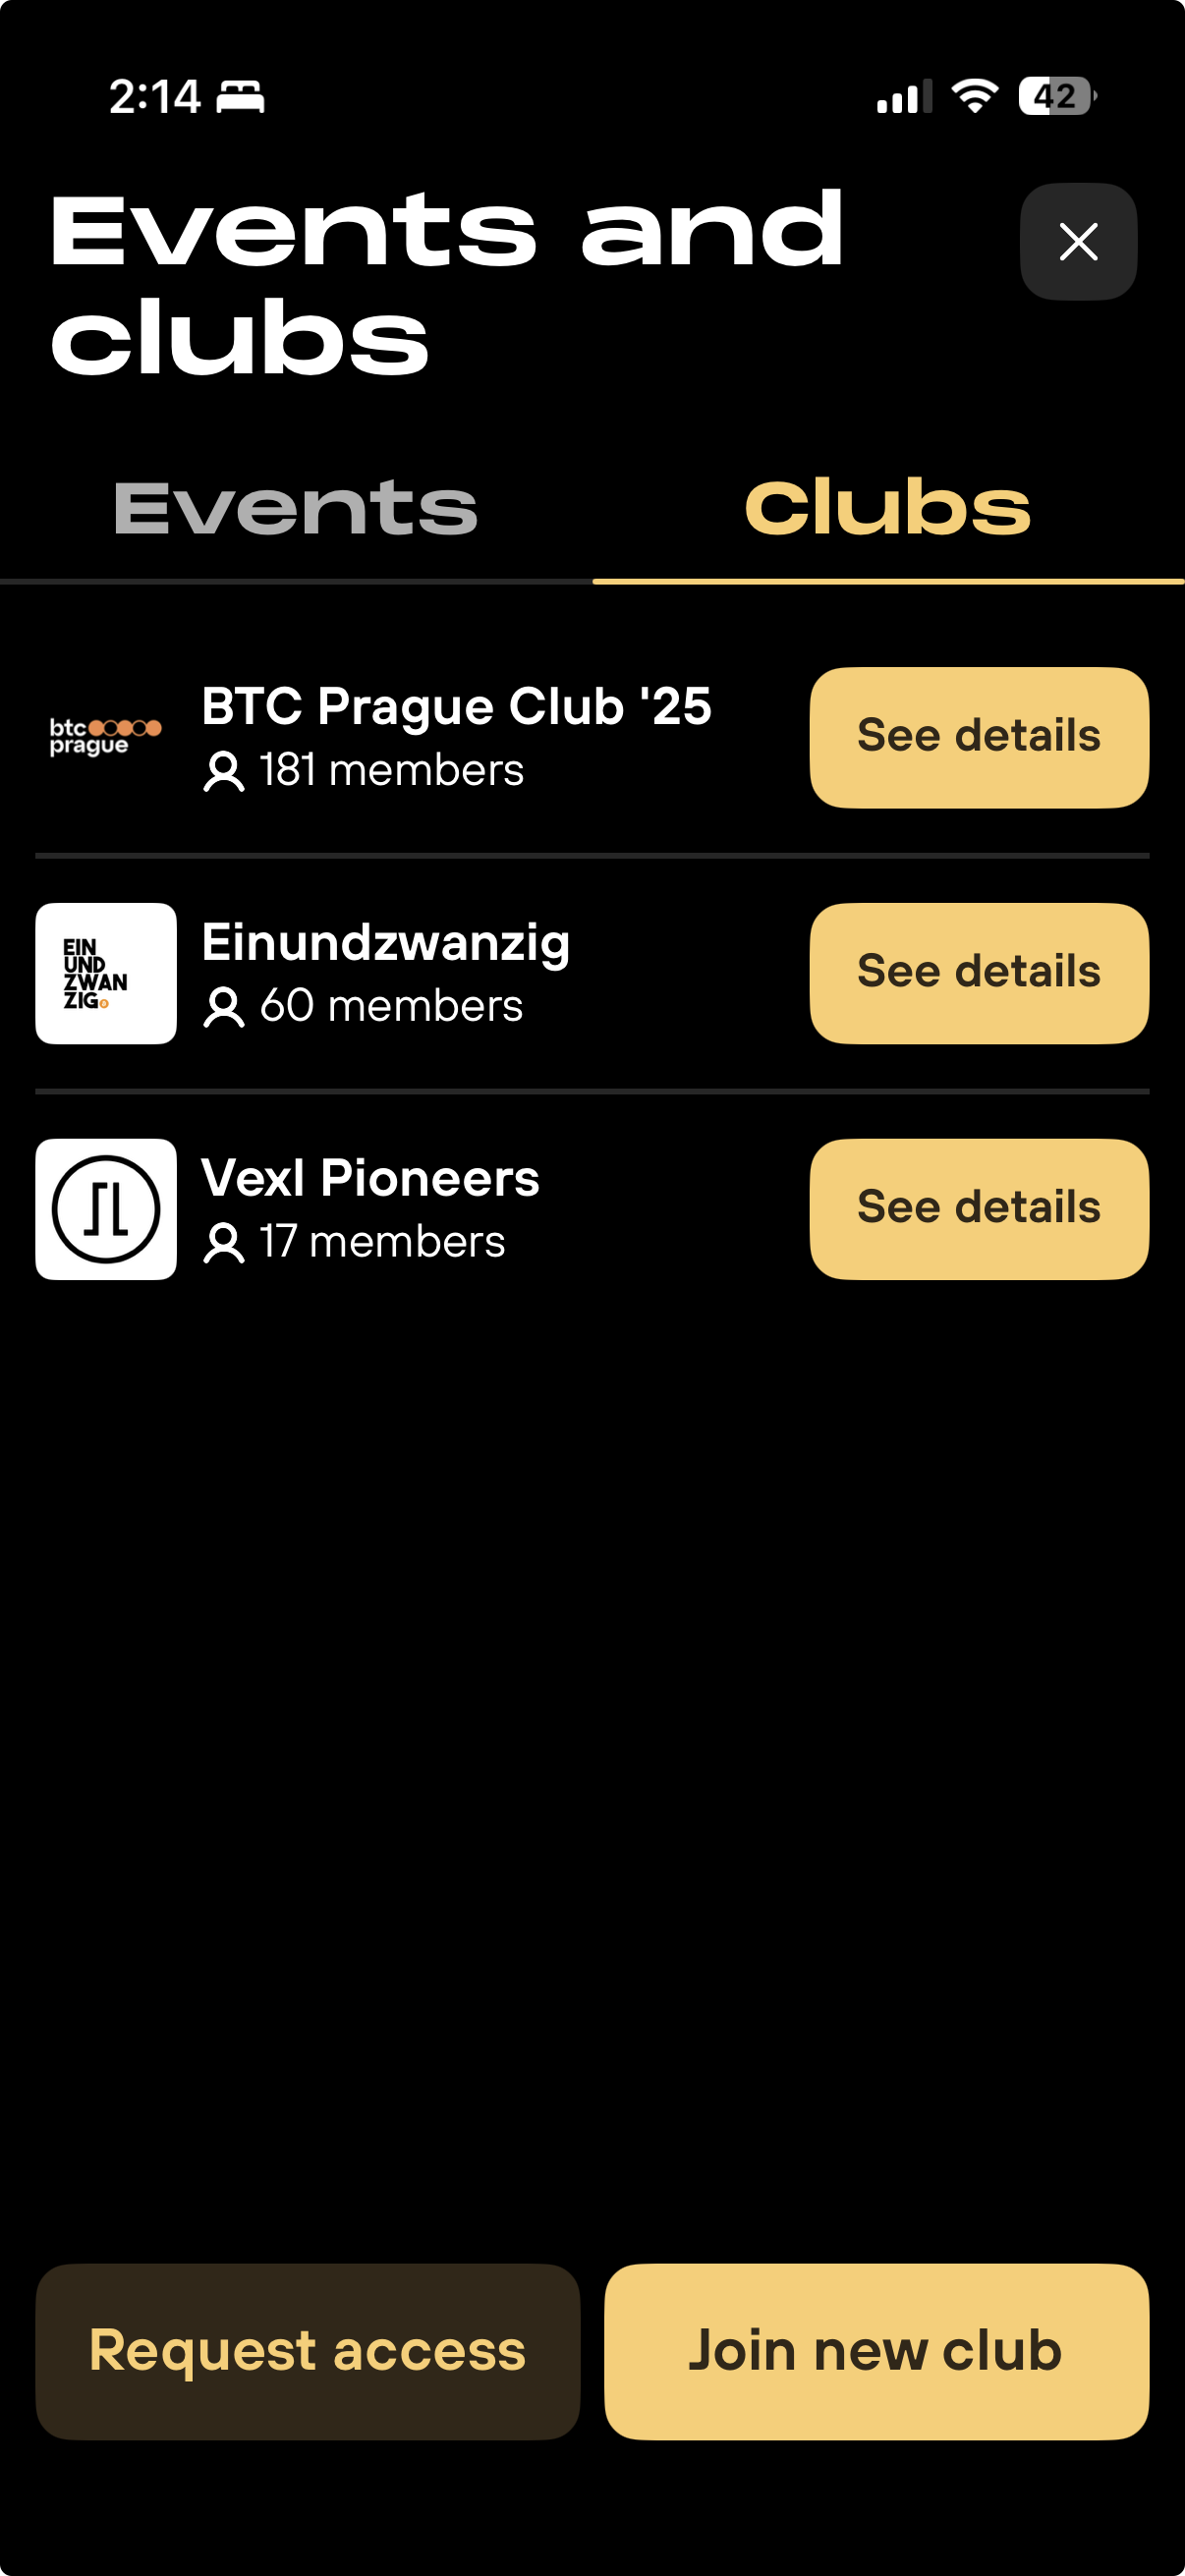 2:14
42
Events and
clubs
Events
Clubs
btc
prague
BTC Prague Club '25
181 members
See details
EIN
UND
ZWAN
ZIG
Einundzwanzig
60 members
See details
Vexl Pioneers
17 members
See details
Request access
Join new club